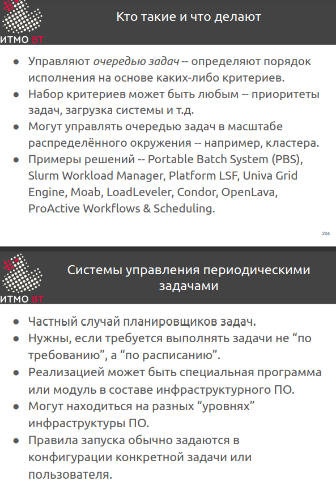 Кто такие и что делают
ИТМО ВТ
● Управляют очередью задач -- определяют порядок
исполнения на основе каких-либо критериев.
● Набор критериев может быть любым -- приоритеты
задач, загрузка системы и т.д.
● Могут управлять очередью задач в масштабе
распределённого окружения -- например, кластера.
● Примеры решений -- Portable Batch System (PBS),
Slurm Workload Manager, Platform LSF, Univa Grid
Engine, Moab, LoadLeveler, Condor, OpenLava,
ProActive Workflows & Scheduling.
Системы управления периодическими
задачами
ИТМО ВТ
● Частный случай планировщиков задач.
● Нужны, если требуется выполнять задачи не “по
требованию”, а “по расписанию”.
● Реализацией может быть специальная программа
или модуль в составе инфраструктурного ПО.
● Могут находиться на разных “уровнях”
инфраструктуры ПО.
● Правила запуска обычно задаются в
конфигурации конкретной задачи или
пользователя.